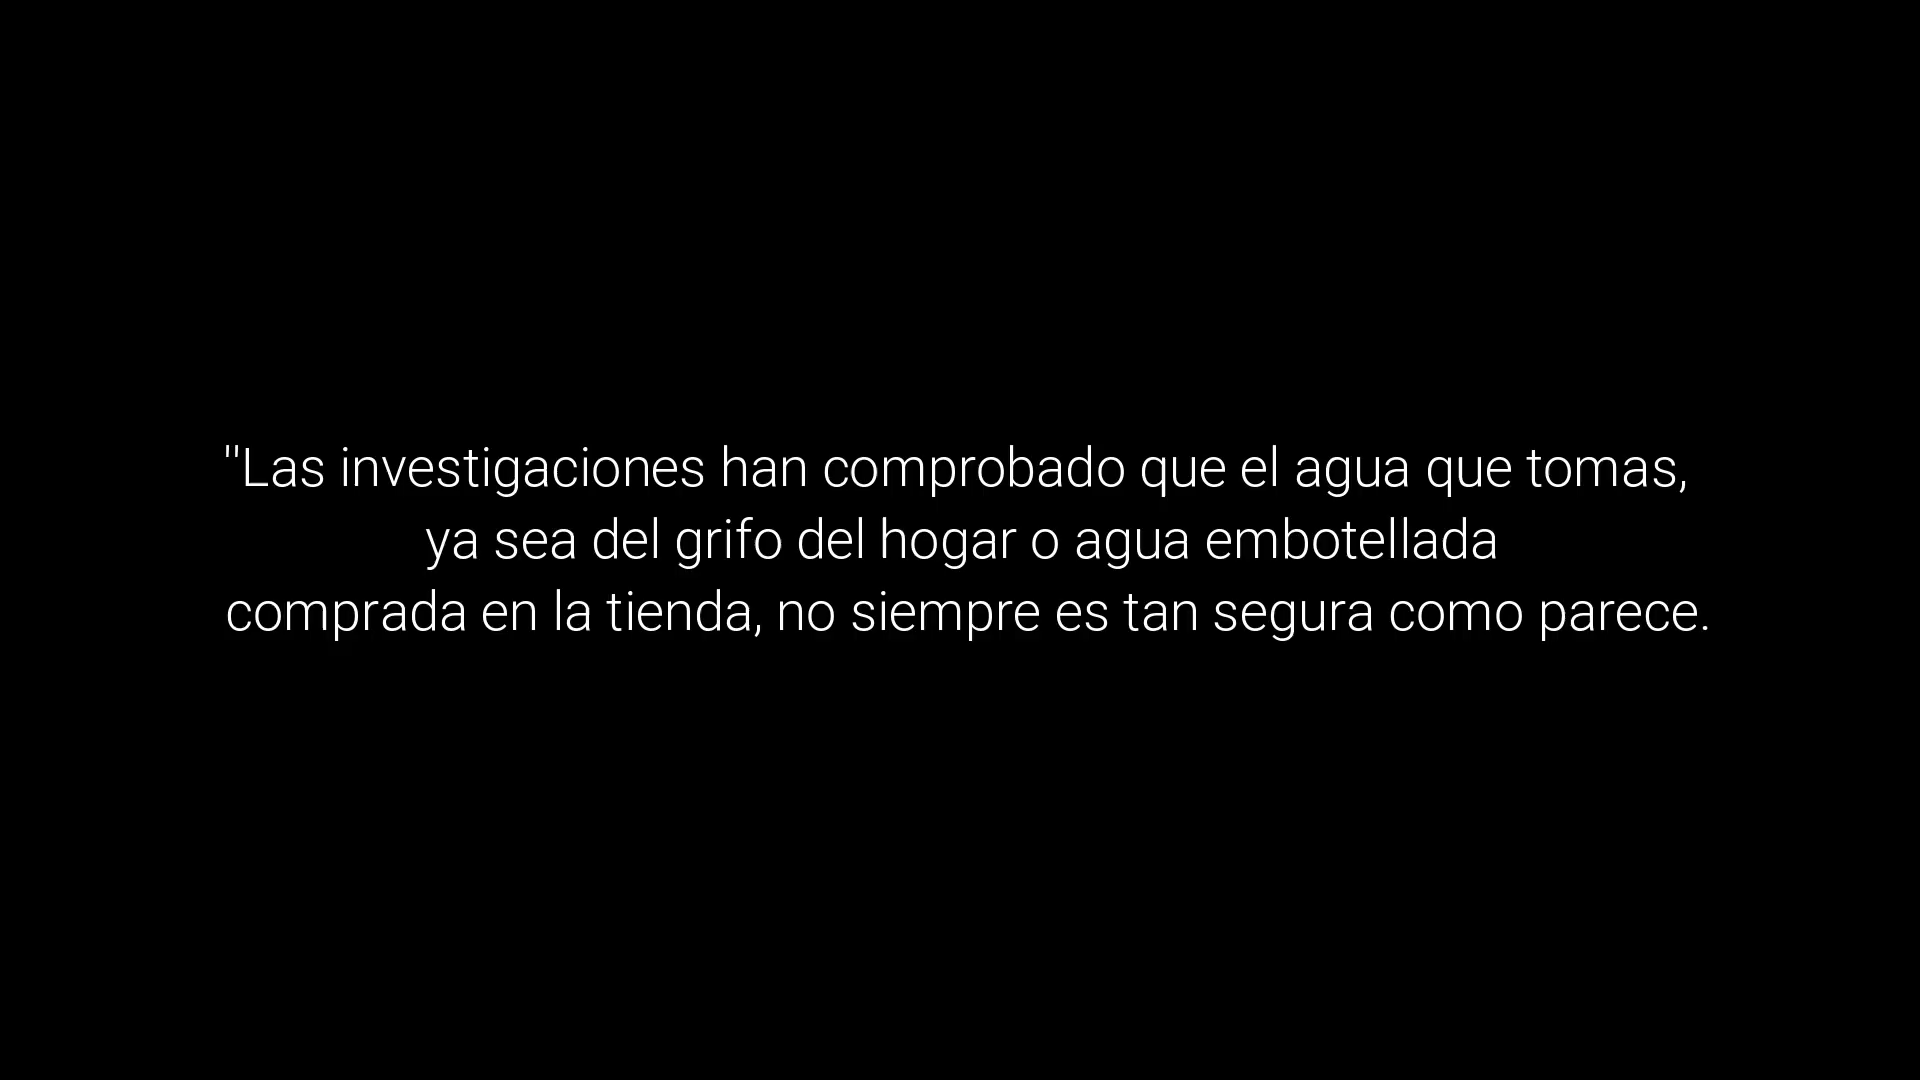 "Las investigaciones han comprobado que el agua que tomas,
ya sea del grifo del hogar o agua embotellada
comprada en la tienda, no siempre es tan segura como parece.